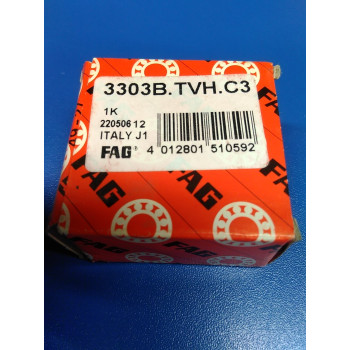 3303B.TVH.C3
1K
22050612
ITALY J1
FAG 4 012801 510592
FAG
FAG